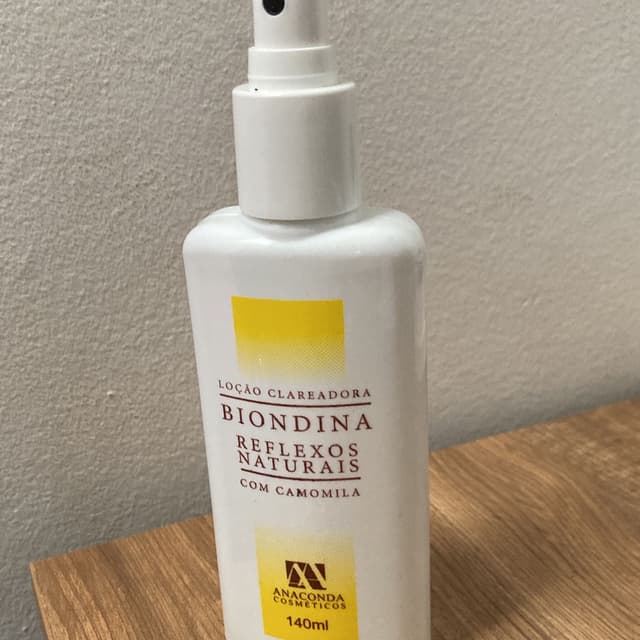 LOÇÃO CLAREADORA
BIONDINA
REFLEXOS
NATURAIS
COM CAMOMILA
ANACONDA
COSMÉTICOS
140ml